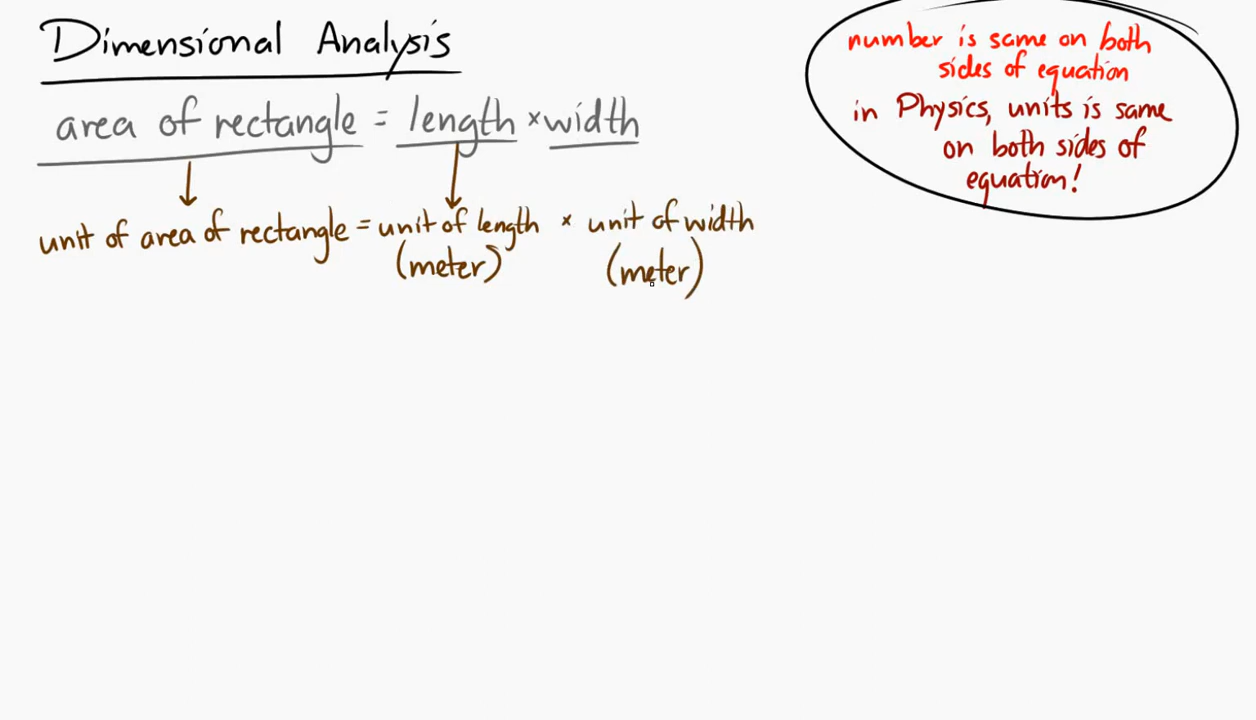 Dimensional Analysis
area of rectangle = length × width
unit of area of rectangle = unit of length × unit of width
(meter) (meter)
number is same on both
sides of equation
in Physics, units is same
on both sides of
equation!